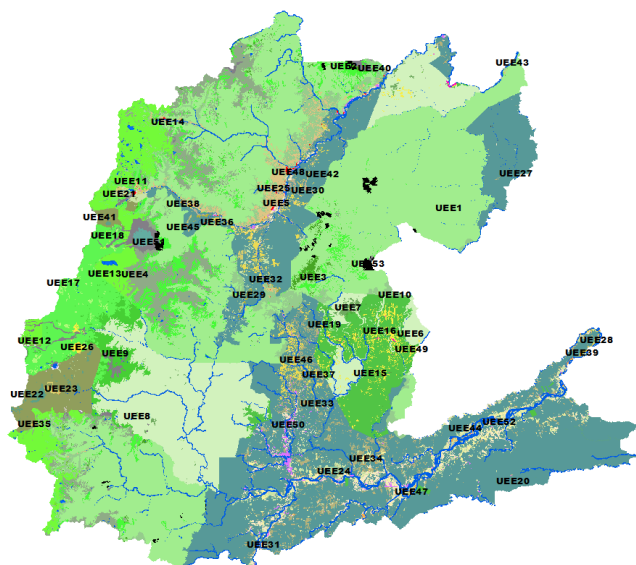 UEE43
UEE2 UEE40
UEE14
UEE48 UEE42
UEE27
UEE11
UEE21 UEE25 UEE30
UEE38 UEE5 UEE1
UEE41
UEE36
UEE45
UEE18
UEE53
UEE17 UEE13 UEE4 UEE3
UEE32
UEE29 UEE10
UEE7
UEE19 UEE16 UEE6
UEE12 UEE26 UEE28
UEE9 UEE49 UEE39
UEE46
UEE37 UEE15
UEE22 UEE23
UEE33
UEE8
UEE35 UEE50 UEE52
UEE44
UEE34
UEE24
UEE20
UEE47
UEE31